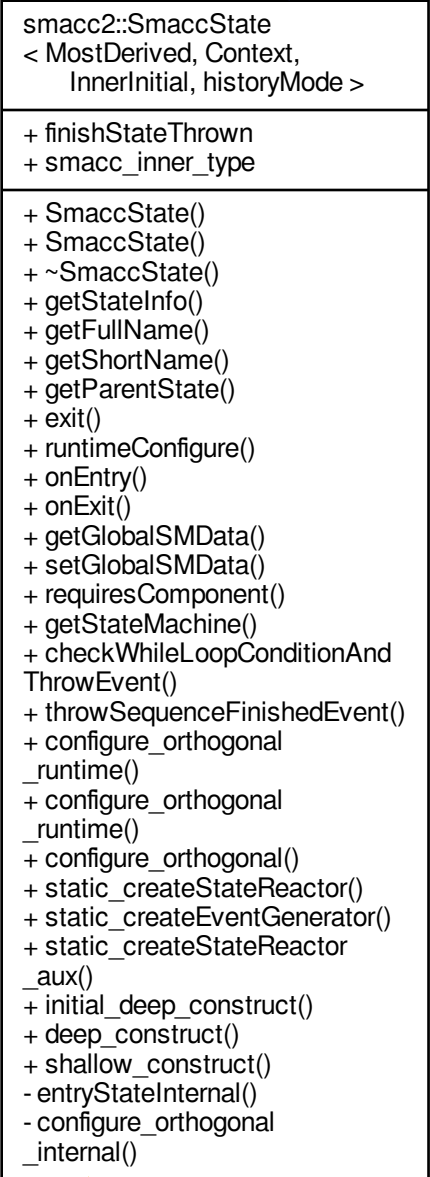 smacc2::SmaccState
< MostDerived, Context,
InnerInitial, historyMode >
+ finishStateThrown
+ smacc_inner_type
+ SmaccState()
+ SmaccState()
+ ~SmaccState()
+ getStateInfo()
+ getFullName()
+ getShortName()
+ getParentState()
+ exit()
+ runtimeConfigure()
+ onEntry()
+ onExit()
+ getGlobalSMData()
+ setGlobalSMData()
+ requiresComponent()
+ getStateMachine()
+ checkWhileLoopConditionAnd
ThrowEvent()
+ throwSequenceFinishedEvent()
+ configure_orthogonal
_runtime()
+ configure_orthogonal
_runtime()
+ configure_orthogonal()
+ static_createStateReactor()
+ static_createEventGenerator()
+ static_createStateReactor
_aux()
+ initial_deep_construct()
+ deep_construct()
+ shallow_construct()
- entryStateInternal()
- configure_orthogonal
_internal()